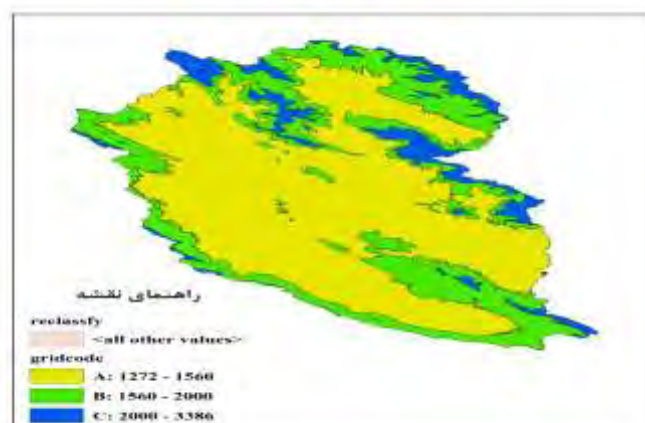 راهنمای نقشه
reclassfy
<all other values>
gridcode
A: 1272 - 1560
B: 1560 - 2000
C: 2000 - 3386